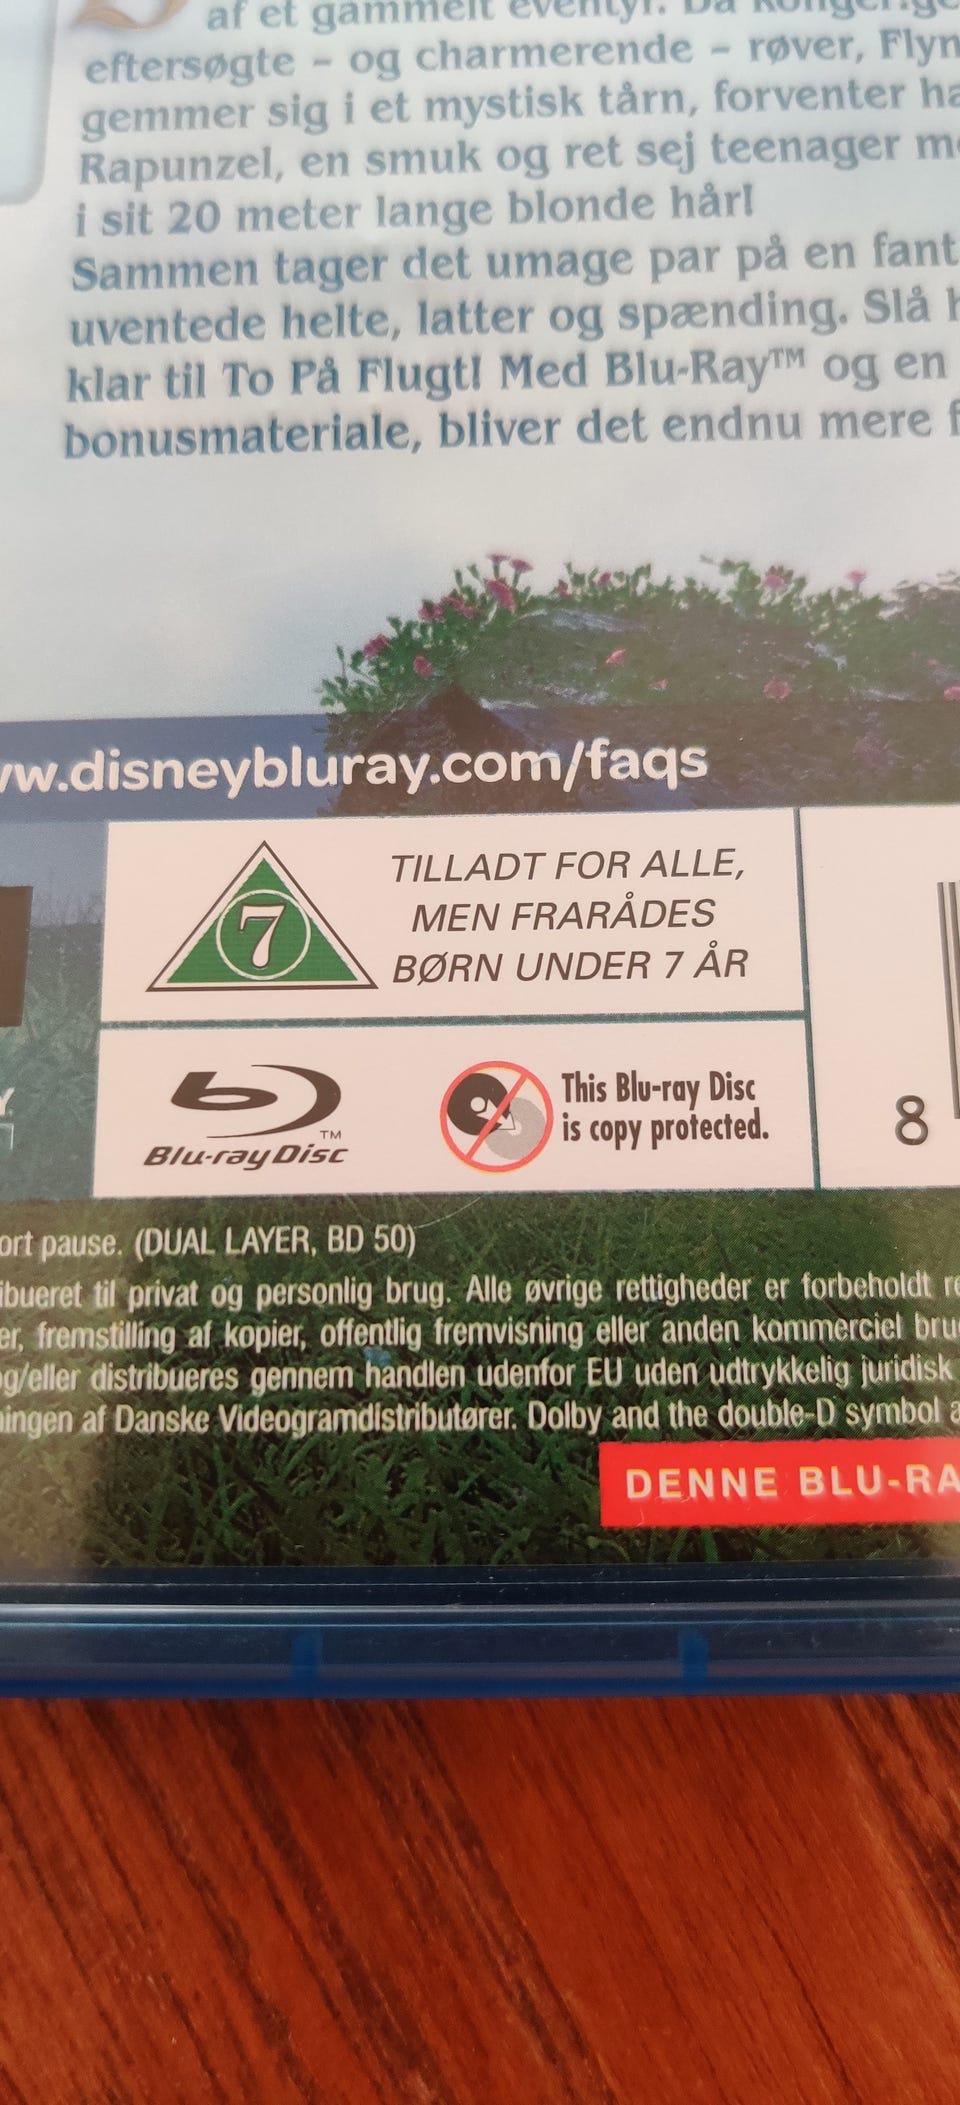 af et gammelt eventyr. Da
eftersøgte – og charmerende – røver, Flyn
gemmer sig i et mystisk tårn, forventer ha
Rapunzel, en smuk og ret sej teenager m
i sit 20 meter lange blonde hår!
Sammen tager det umage par på en fant
uventede helte, latter og spænding. Slå h
klar til To På Flugt! Med Blu-Ray™ og en
bonusmateriale, bliver det endnu mere f
w.disneybluray.com/faqs
7
TILLADT FOR ALLE,
MEN FRARÅDES
BØRN UNDER 7 ÅR
Blu-ray Disc
TM
This Blu-ray Disc
is copy protected.
8
ort pause. (DUAL LAYER, BD 50)
ibueret til privat og personlig brug. Alle øvrige rettigheder er forbeholdt re
er, fremstilling af kopier, offentlig fremvisning eller anden kommerciel bru
og/eller distribueres gennem handlen udenfor EU uden udtrykkelig juridisk
ningen af Danske Videogramdistributører. Dolby and the double-D symbol a
DENNE BLU-RA